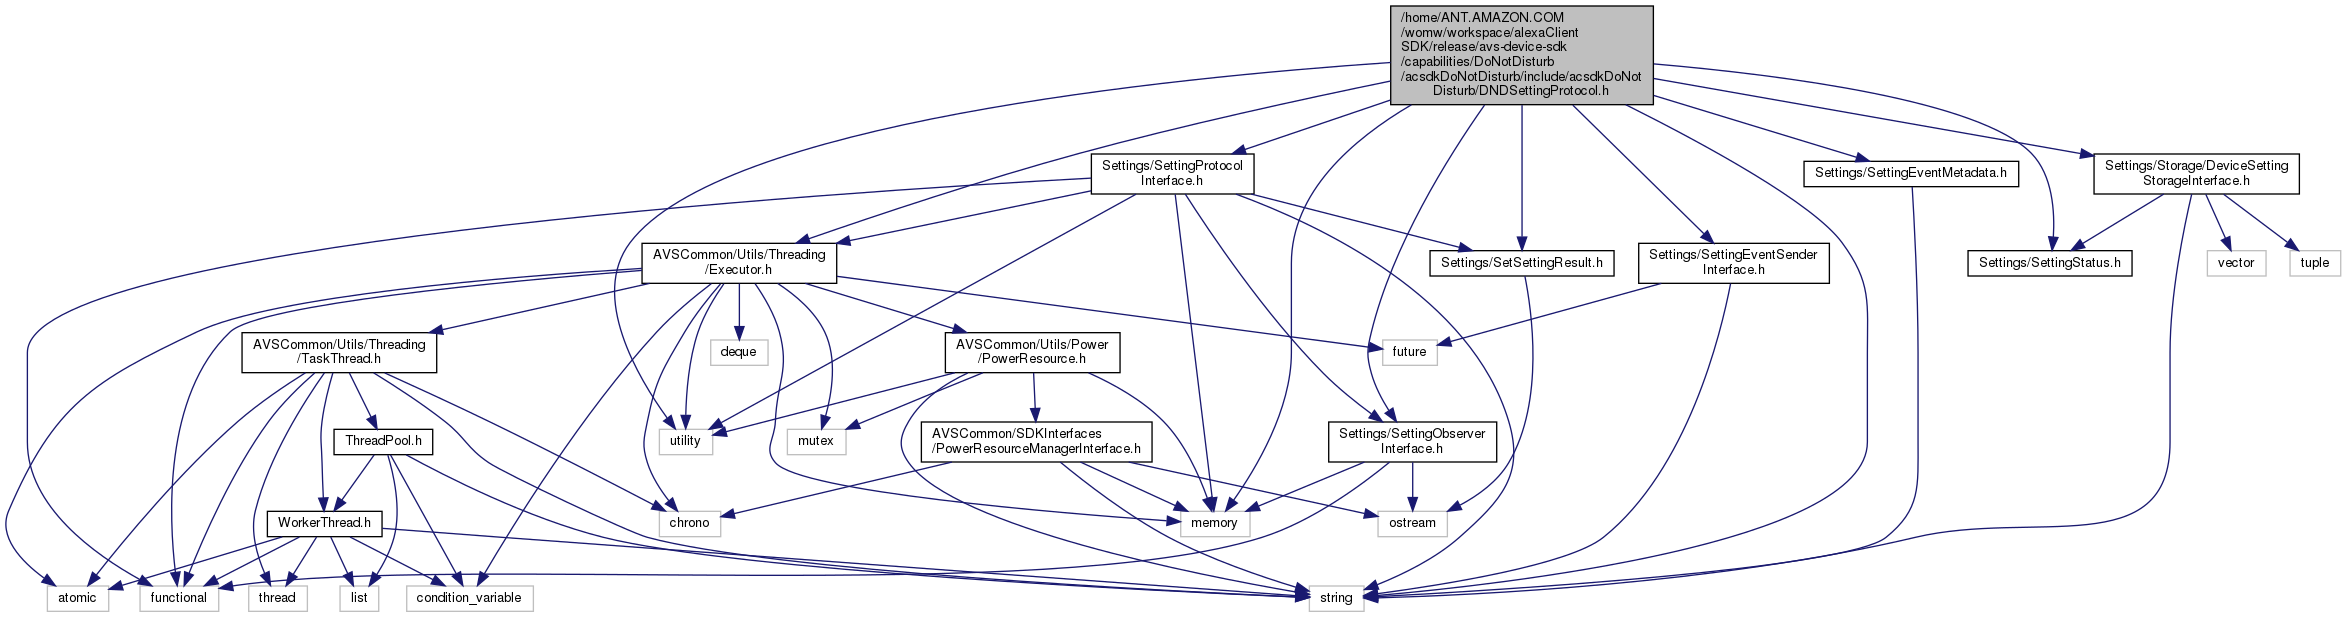 /home/ANT.AMAZON.COM
/womw/workspace/alexaClient
SDK/release/avs-device-sdk
/capabilities/DoNotDisturb
/acsdkDoNotDisturb/include/acsdkDoNot
Disturb/DNDSettingProtocol.h
Settings/SettingProtocol
Interface.h
Settings/SettingEventMetadata.h
Settings/Storage/DeviceSetting
StorageInterface.h
AVSCommon/Utils/Threading
/Executor.h
Settings/SetSettingResult.h
Settings/SettingEventSender
Interface.h
Settings/SettingStatus.h
vector
tuple
AVSCommon/Utils/Threading
/TaskThread.h
deque
AVSCommon/Utils/Power
/PowerResource.h
future
ThreadPool.h
utility
mutex
AVSCommon/SDKInterfaces
/PowerResourceManagerInterface.h
Settings/SettingObserver
Interface.h
WorkerThread.h
chrono
memory
ostream
atomic
functional
thread
list
condition_variable
string